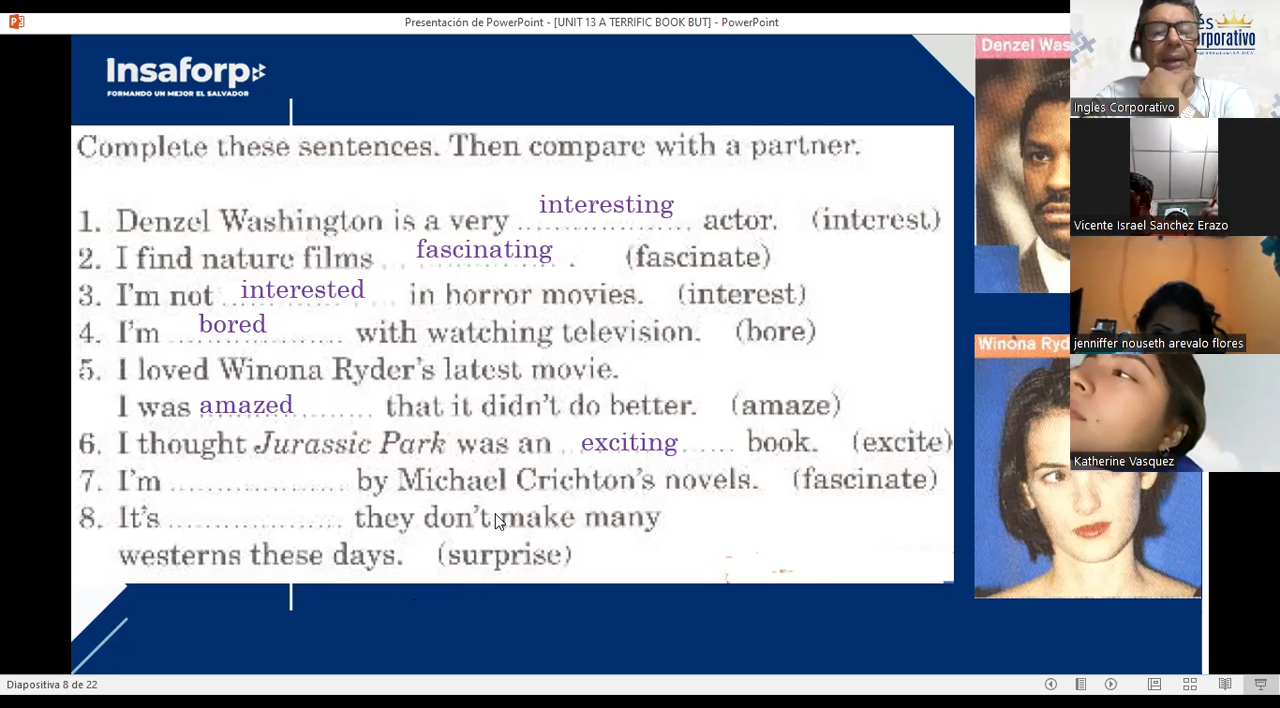 Presentación de PowerPoint - [UNIT 13 A TERRIFIC BOOK BUT] - PowerPoint
Insaforp
FORMANDO UN MEJOR EL SALVADOR
Complete these sentences. Then compare with a partner.
1. Denzel Washington is a very interesting actor. (interest)
2. I find nature films fascinating. (fascinate)
3. I'm not interested in horror movies. (interest)
4. I'm bored with watching television. (bore)
5. I loved Winona Ryder's latest movie.
I was amazed that it didn't do better. (amaze)
6. I thought Jurassic Park was an exciting book. (excite)
7. I'm .................. by Michael Crichton's novels. (fascinate)
8. It's .................. they don't make many
westerns these days. (surprise)
Denzel Was
Winona Ryd
Ingles Corporativo
Vicente Israel Sanchez Erazo
jenniffer nouseth arevalo flores
Katherine Vasquez
Diapositiva 8 de 22